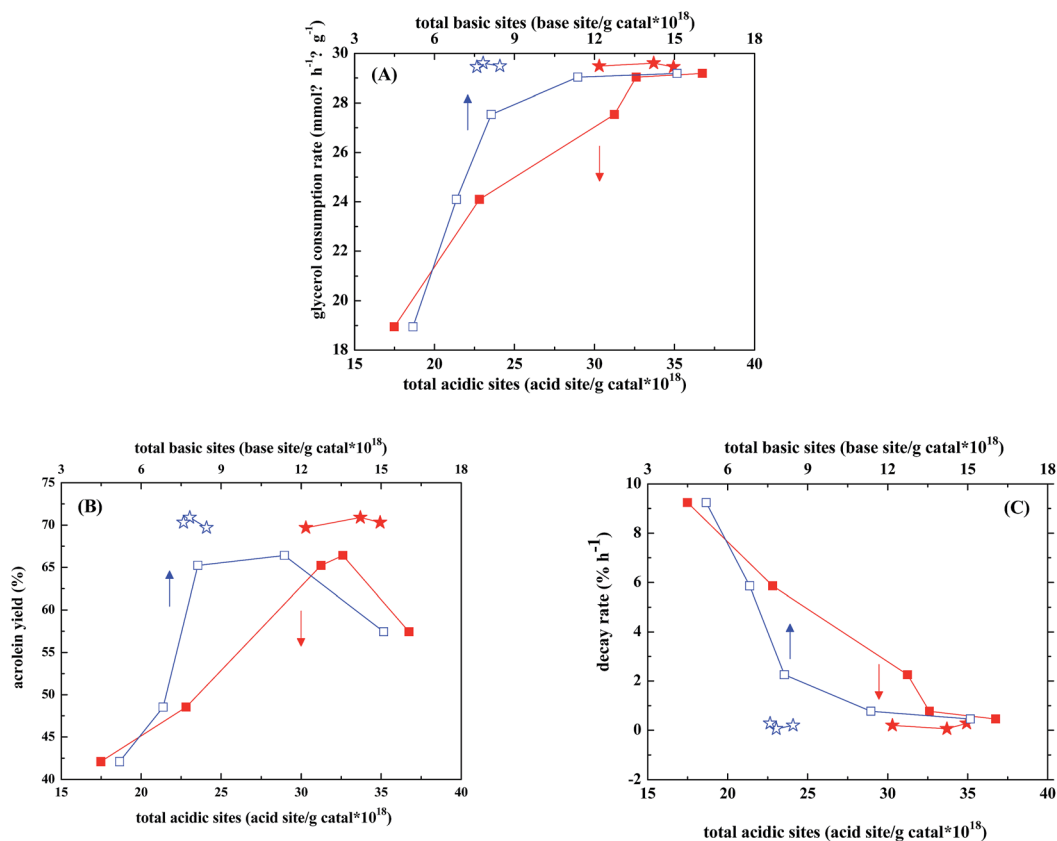 total basic sites (base site/g catal*10^18)
3 6 9 12 15 18
glycerol consumption rate (mmol? h^-1? g^-1)
(A)
30
28
26
24
22
20
18
15 20 25 30 35 40
total acidic sites (acid site/g catal*10^18)
total basic sites (base site/g catal*10^18)
3 6 9 12 15 18
acrolein yield (%)
(B)
75
70
65
60
55
50
45
40
15 20 25 30 35 40
total acidic sites (acid site/g catal*10^18)
total basic sites (base site/g catal*10^18)
3 6 9 12 15 18
decay rate (% h^-1)
(C)
10
8
6
4
2
0
-2
15 20 25 30 35 40
total acidic sites (acid site/g catal*10^18)